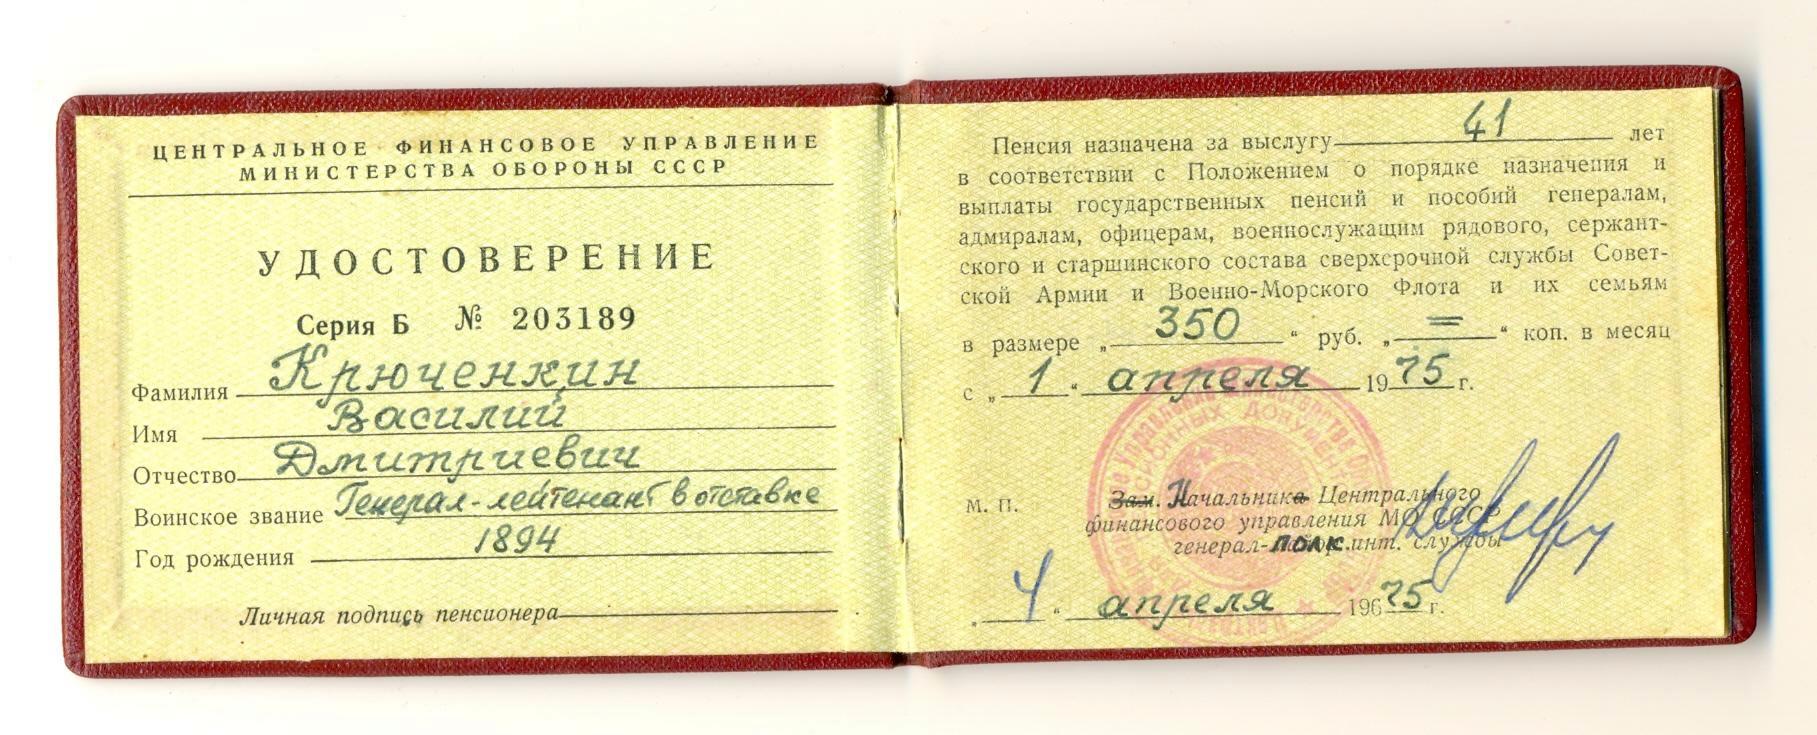 ЦЕНТРАЛЬНОЕ ФИНАНСОВОЕ УПРАВЛЕНИЕ
МИНИСТЕРСТВА ОБОРОНЫ СССР
УДОСТОВЕРЕНИЕ
Серия Б № 203189
Фамилия Крюченкин
Имя Василий
Отчество Дмитриевич
Воинское звание Генерал-лейтенант в отставке
Год рождения 1894
Личная подпись пенсионера
Пенсия назначена за выслугу 41 лет
в соответствии с Положением о порядке назначения и
выплаты государственных пенсий и пособий генералам,
адмиралам, офицерам, военнослужащим рядового, сержант-
ского и старшинского состава сверхсрочной службы Совет-
ской Армии и Военно-Морского Флота и их семьям
в размере „ 350 “ руб. „ = “ коп. в месяц
с „ 1 “ апреля 1975 г.
М. П.
Зам. Начальника Центрального
финансового управления МО СССР
генерал-полк. инт. службы
„ 4 “ апреля 19675 г.